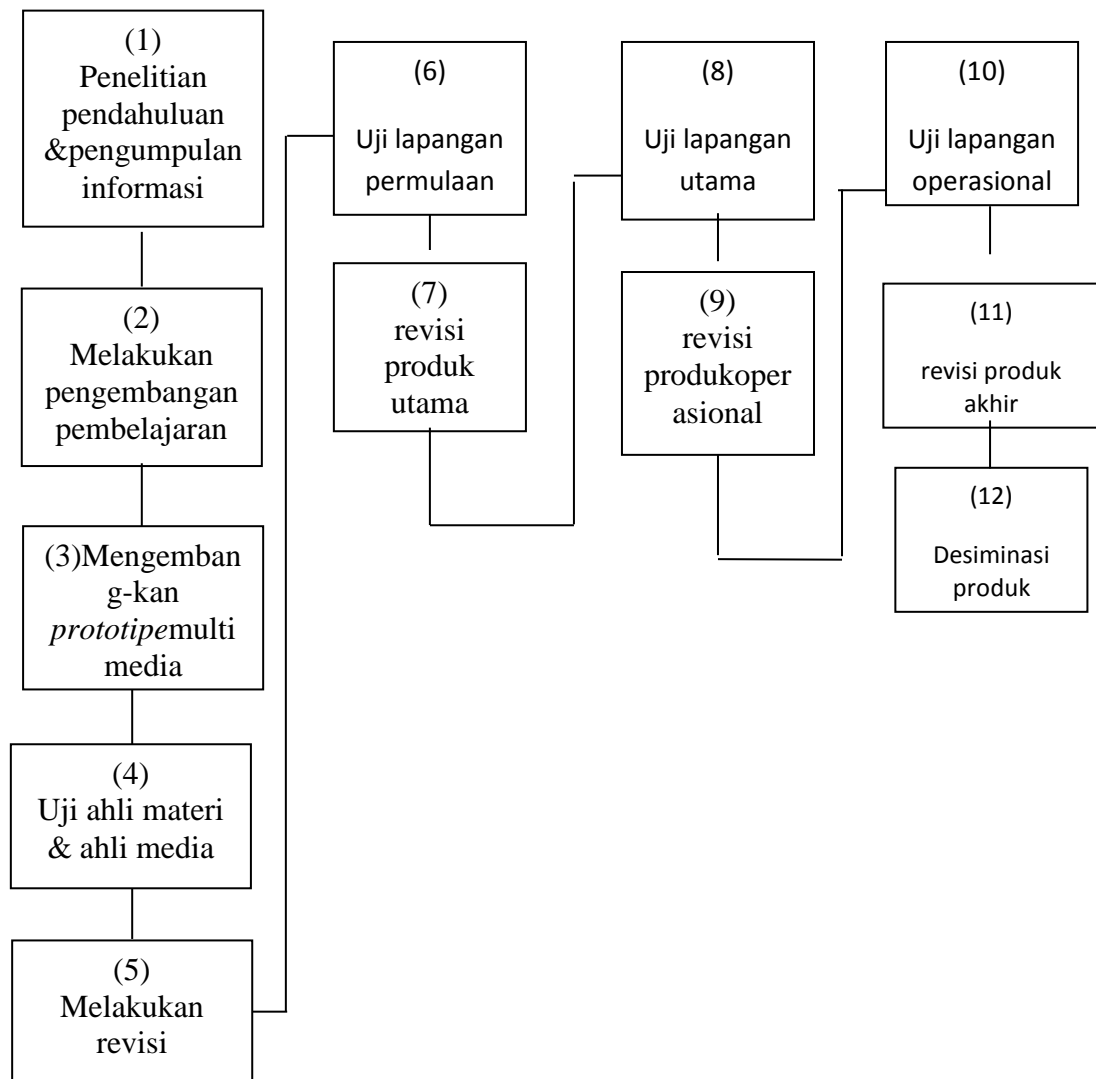 (1)
Penelitian
pendahuluan
&pengumpulan
informasi
(2)
Melakukan
pengembangan
pembelajaran
(3)Mengemban
g-kan
prototipemulti
media
(4)
Uji ahli materi
& ahli media
(5)
Melakukan
revisi
(6)
Uji lapangan
permulaan
(7)
revisi
produk
utama
(8)
Uji lapangan
utama
(9)
revisi
produkoper
asional
(10)
Uji lapangan
operasional
(11)
revisi produk
akhir
(12)
Desiminasi
produk